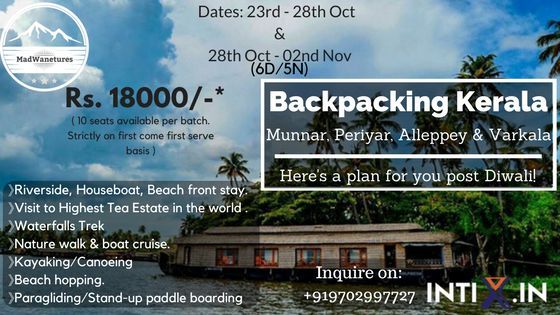 MadWanetures
Dates: 23rd - 28th Oct
&
28th Oct - 02nd Nov
(6D/5N)
Rs. 18000/-*
( 10 seats available per batch.
Strictly on first come first serve
basis )
Backpacking Kerala
Munnar, Periyar, Alleppey & Varkala
Here's a plan for you post Diwali!
》Riverside, Houseboat, Beach front stay.
》Visit to Highest Tea Estate in the world .
》Waterfalls Trek
》Nature walk & boat cruise.
》Kayaking/Canoeing
》Beach hopping.
》Paragliding/Stand-up paddle boarding
Inquire on:
+919702997727
INTIX.IN